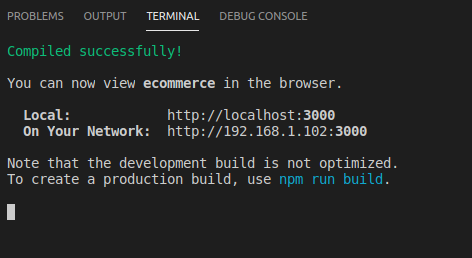 PROBLEMS OUTPUT TERMINAL DEBUG CONSOLE
Compiled successfully!
You can now view ecommerce in the browser.
Local: http://localhost:3000
On Your Network: http://192.168.1.102:3000
Note that the development build is not optimized.
To create a production build, use npm run build.